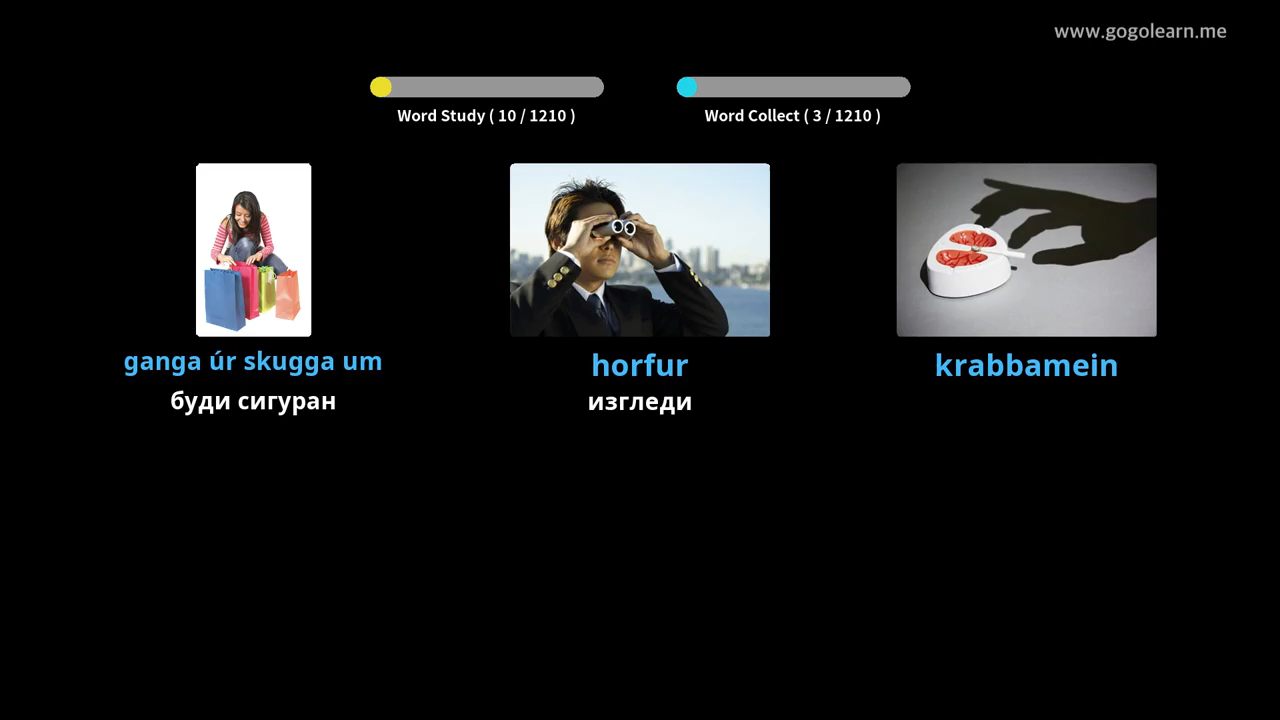 www.gogolearn.me
Word Study ( 10 / 1210 )
Word Collect ( 3 / 1210 )
ganga úr skugga um
буди сигуран
horfur
изгледи
krabbamein